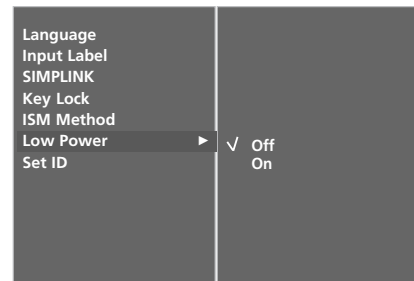 Language
Input Label
SIMPLINK
Key Lock
ISM Method
Low Power ►
Set ID
√ Off
On